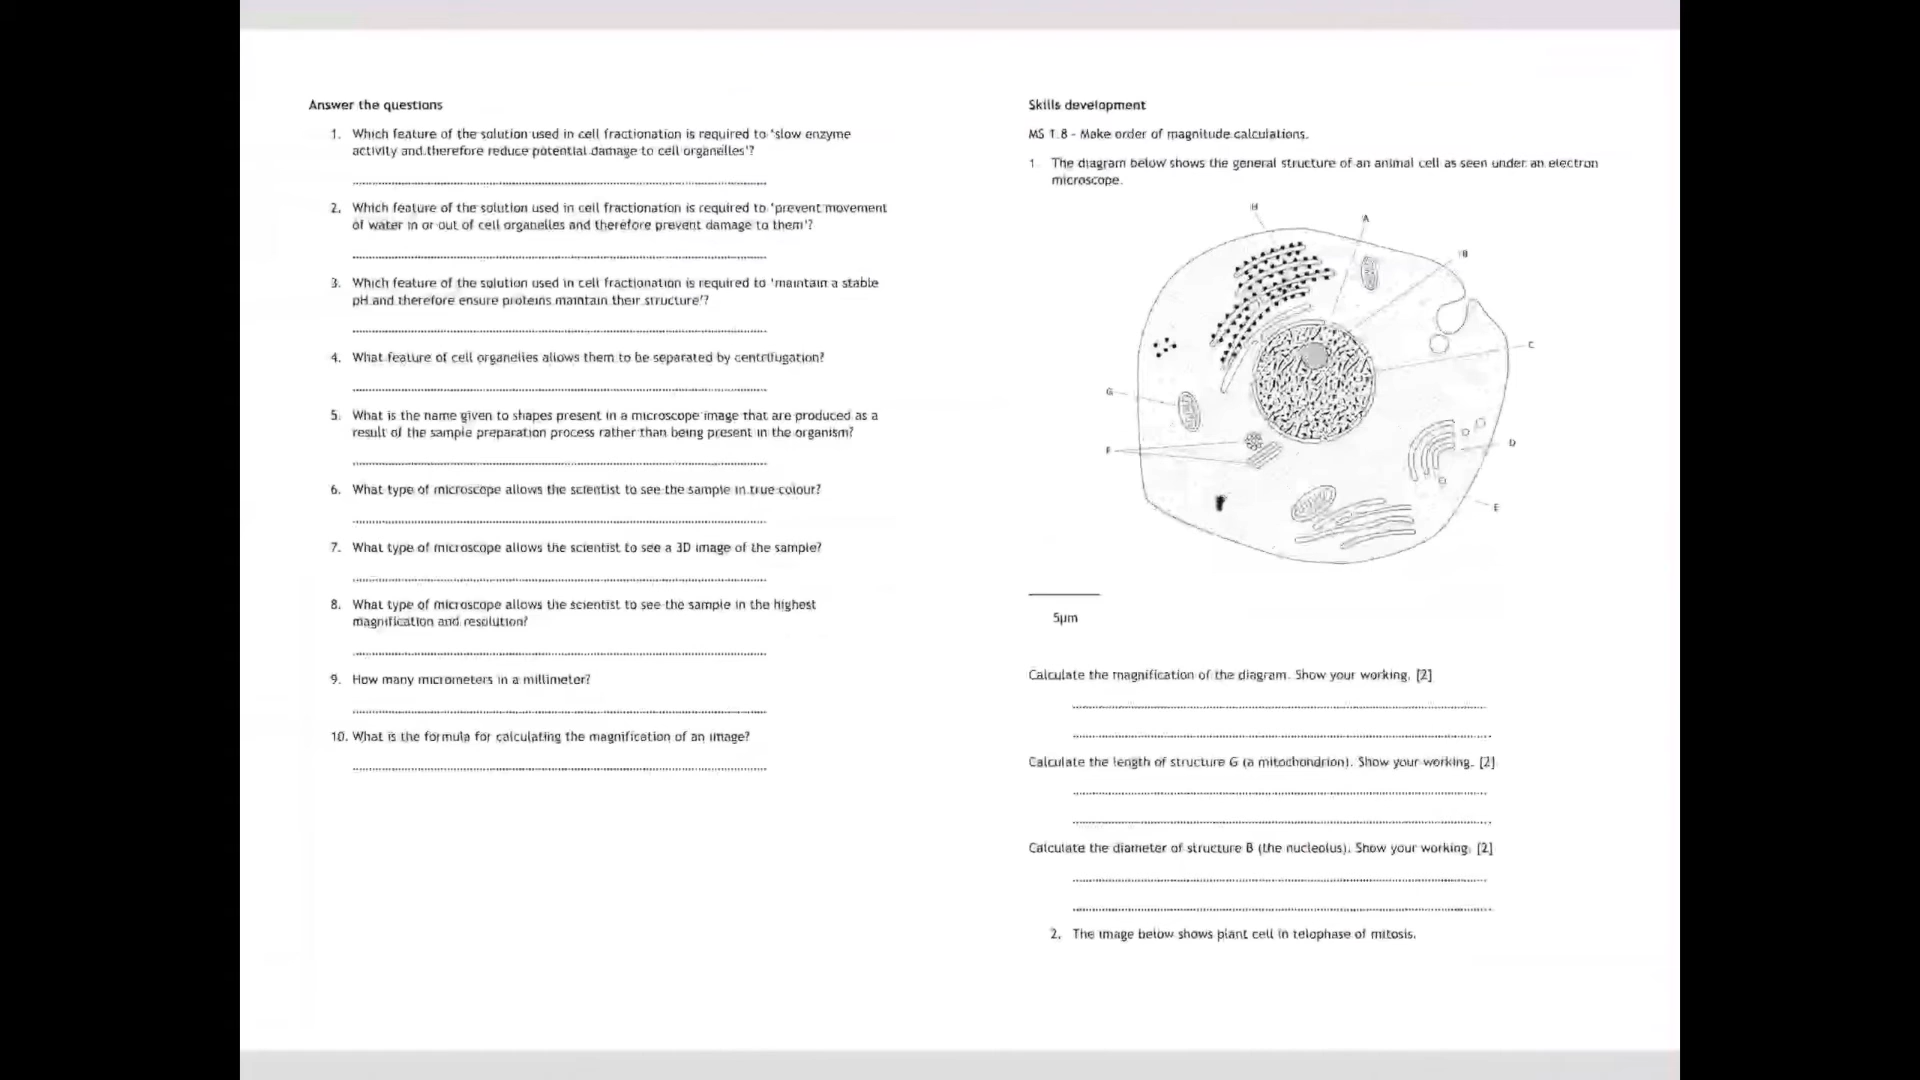 Answer the questions
1. Which feature of the solution used in cell fractionation is required to 'slow enzyme
activity and therefore reduce potential damage to cell organelles'?
2. Which feature of the solution used in cell fractionation is required to 'prevent movement
of water in or out of cell organelles and therefore prevent damage to them'?
3. Which feature of the solution used in cell fractionation is required to 'maintain a stable
pH and therefore ensure proteins maintain their structure'?
4. What feature of cell organelles allows them to be separated by centrifugation?
5. What is the name given to shapes present in a microscope image that are produced as a
result of the sample preparation process rather than being present in the organism?
6. What type of microscope allows the scientist to see the sample in true colour?
7. What type of microscope allows the scientist to see a 3D image of the sample?
8. What type of microscope allows the scientist to see the sample in the highest
magnification and resolution?
9. How many micrometers in a millimeter?
10. What is the formula for calculating the magnification of an image?
Skills development
MS 1.8 - Make order of magnitude calculations.
1 The diagram below shows the general structure of an animal cell as seen under an electron
microscope.
H
A
B
C
G
D
F
E
5µm
Calculate the magnification of the diagram. Show your working. [2]
Calculate the length of structure G (a mitochondrion). Show your working. [2]
Calculate the diameter of structure B (the nucleolus). Show your working. [2]
2. The image below shows plant cell in telophase of mitosis.